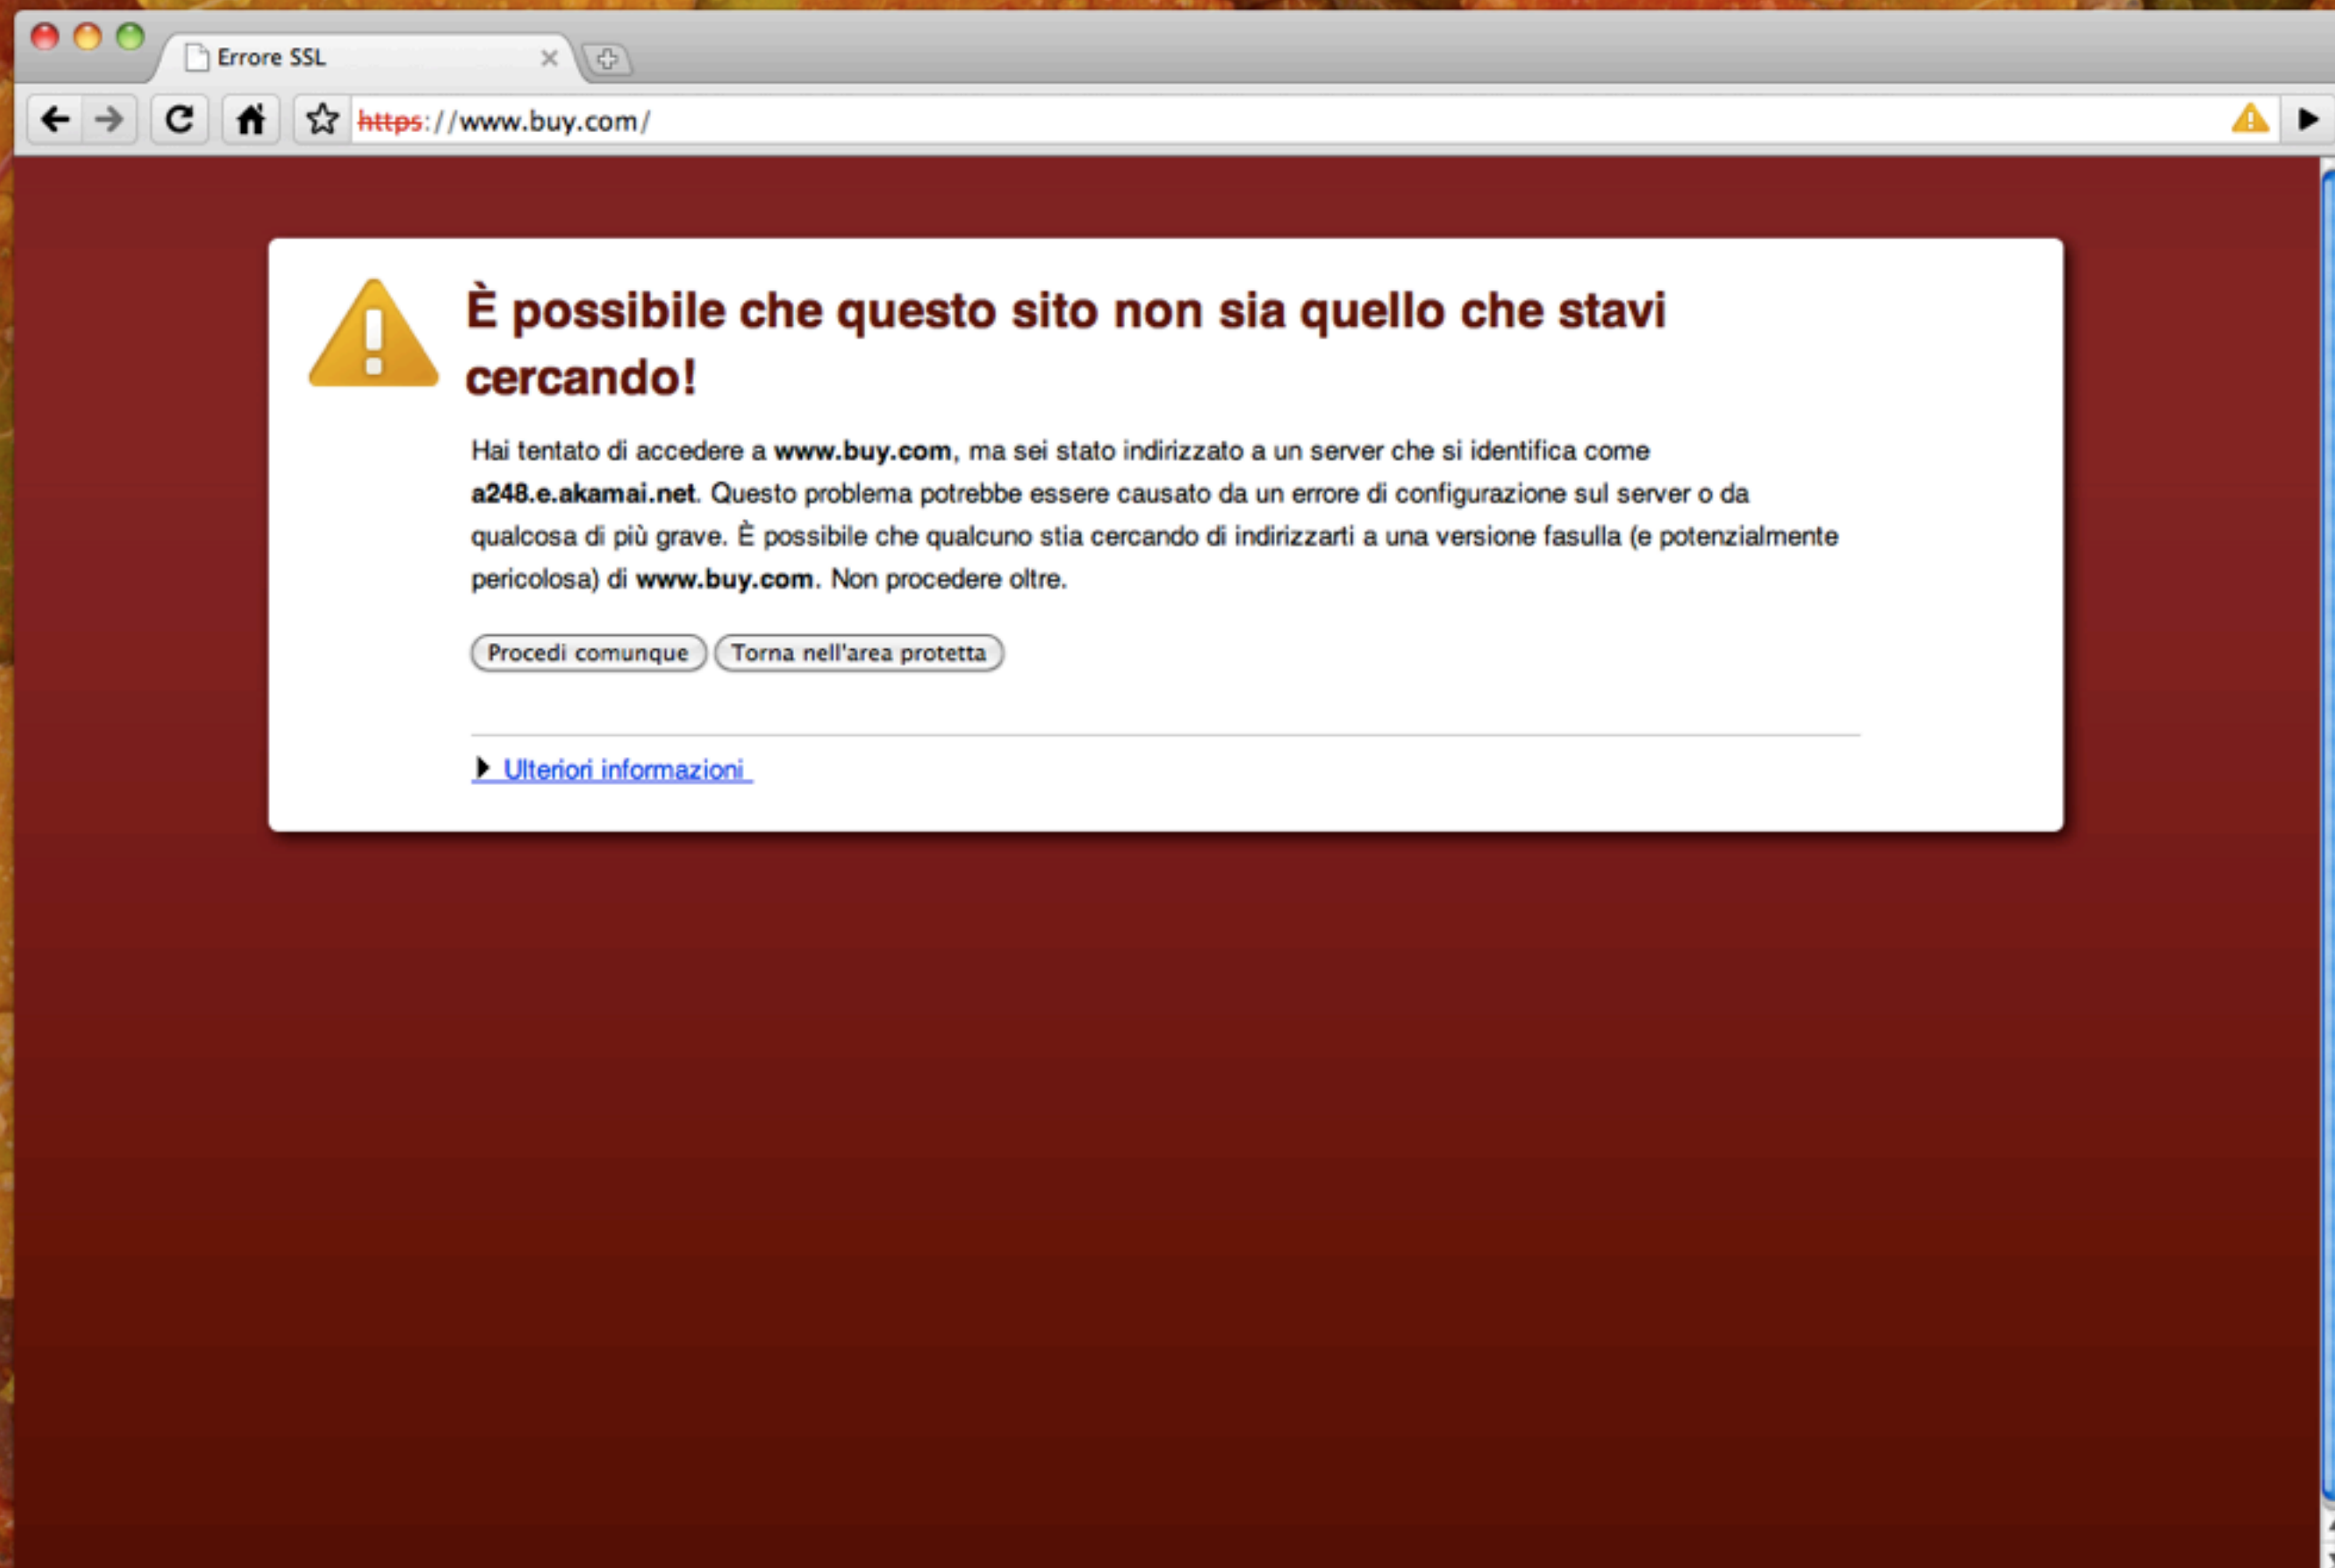 Errore SSL
https://www.buy.com/
È possibile che questo sito non sia quello che stavi
cercando!
Hai tentato di accedere a www.buy.com, ma sei stato indirizzato a un server che si identifica come
a248.e.akamai.net. Questo problema potrebbe essere causato da un errore di configurazione sul server o da
qualcosa di più grave. È possibile che qualcuno stia cercando di indirizzarti a una versione fasulla (e potenzialmente
pericolosa) di www.buy.com. Non procedere oltre.
Procedi comunque Torna nell'area protetta
Ulteriori informazioni